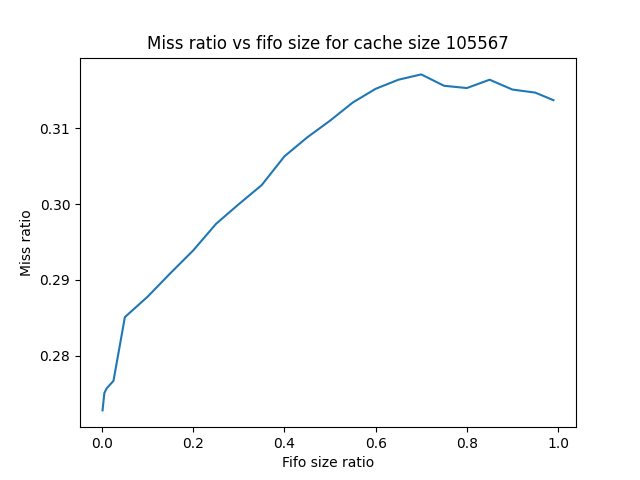 Miss ratio vs fifo size for cache size 105567
0.31
0.30
0.29
0.28
Miss ratio
0.0 0.2 0.4 0.6 0.8 1.0
Fifo size ratio